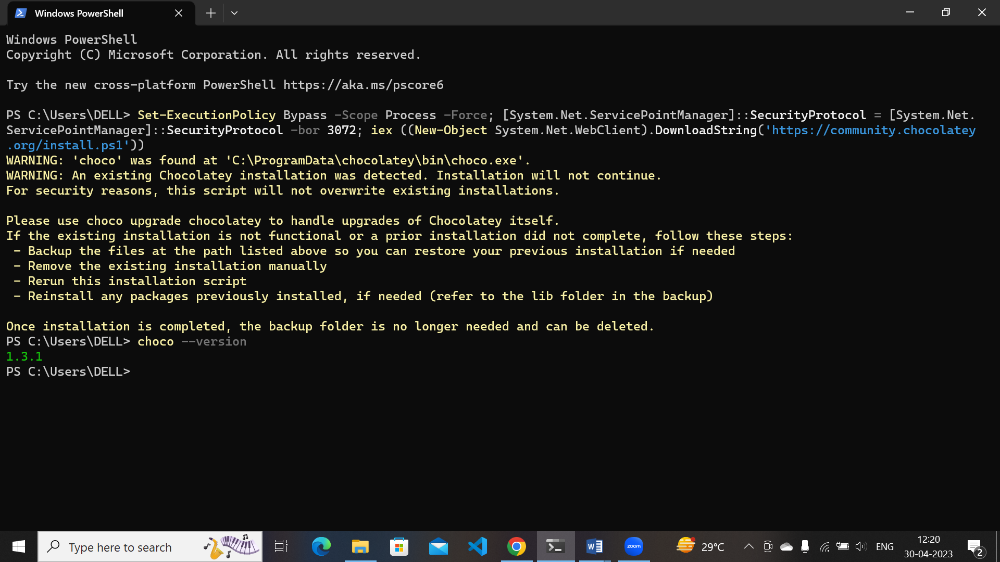 Windows PowerShell
Windows PowerShell
Copyright (C) Microsoft Corporation. All rights reserved.
Try the new cross-platform PowerShell https://aka.ms/pscore6
PS C:\Users\DELL> Set-ExecutionPolicy Bypass -Scope Process -Force; [System.Net.ServicePointManager]::SecurityProtocol = [System.Net.
ServicePointManager]::SecurityProtocol -bor 3072; iex ((New-Object System.Net.WebClient).DownloadString('https://community.chocolatey
.org/install.ps1'))
WARNING: 'choco' was found at 'C:\ProgramData\chocolatey\bin\choco.exe'.
WARNING: An existing Chocolatey installation was detected. Installation will not continue.
For security reasons, this script will not overwrite existing installations.
Please use choco upgrade chocolatey to handle upgrades of Chocolatey itself.
If the existing installation is not functional or a prior installation did not complete, follow these steps:
- Backup the files at the path listed above so you can restore your previous installation if needed
- Remove the existing installation manually
- Rerun this installation script
- Reinstall any packages previously installed, if needed (refer to the lib folder in the backup)
Once installation is completed, the backup folder is no longer needed and can be deleted.
PS C:\Users\DELL> choco --version
1.3.1
PS C:\Users\DELL>
Type here to search
W
zoom
29°C
ENG
12:20
30-04-2023
2